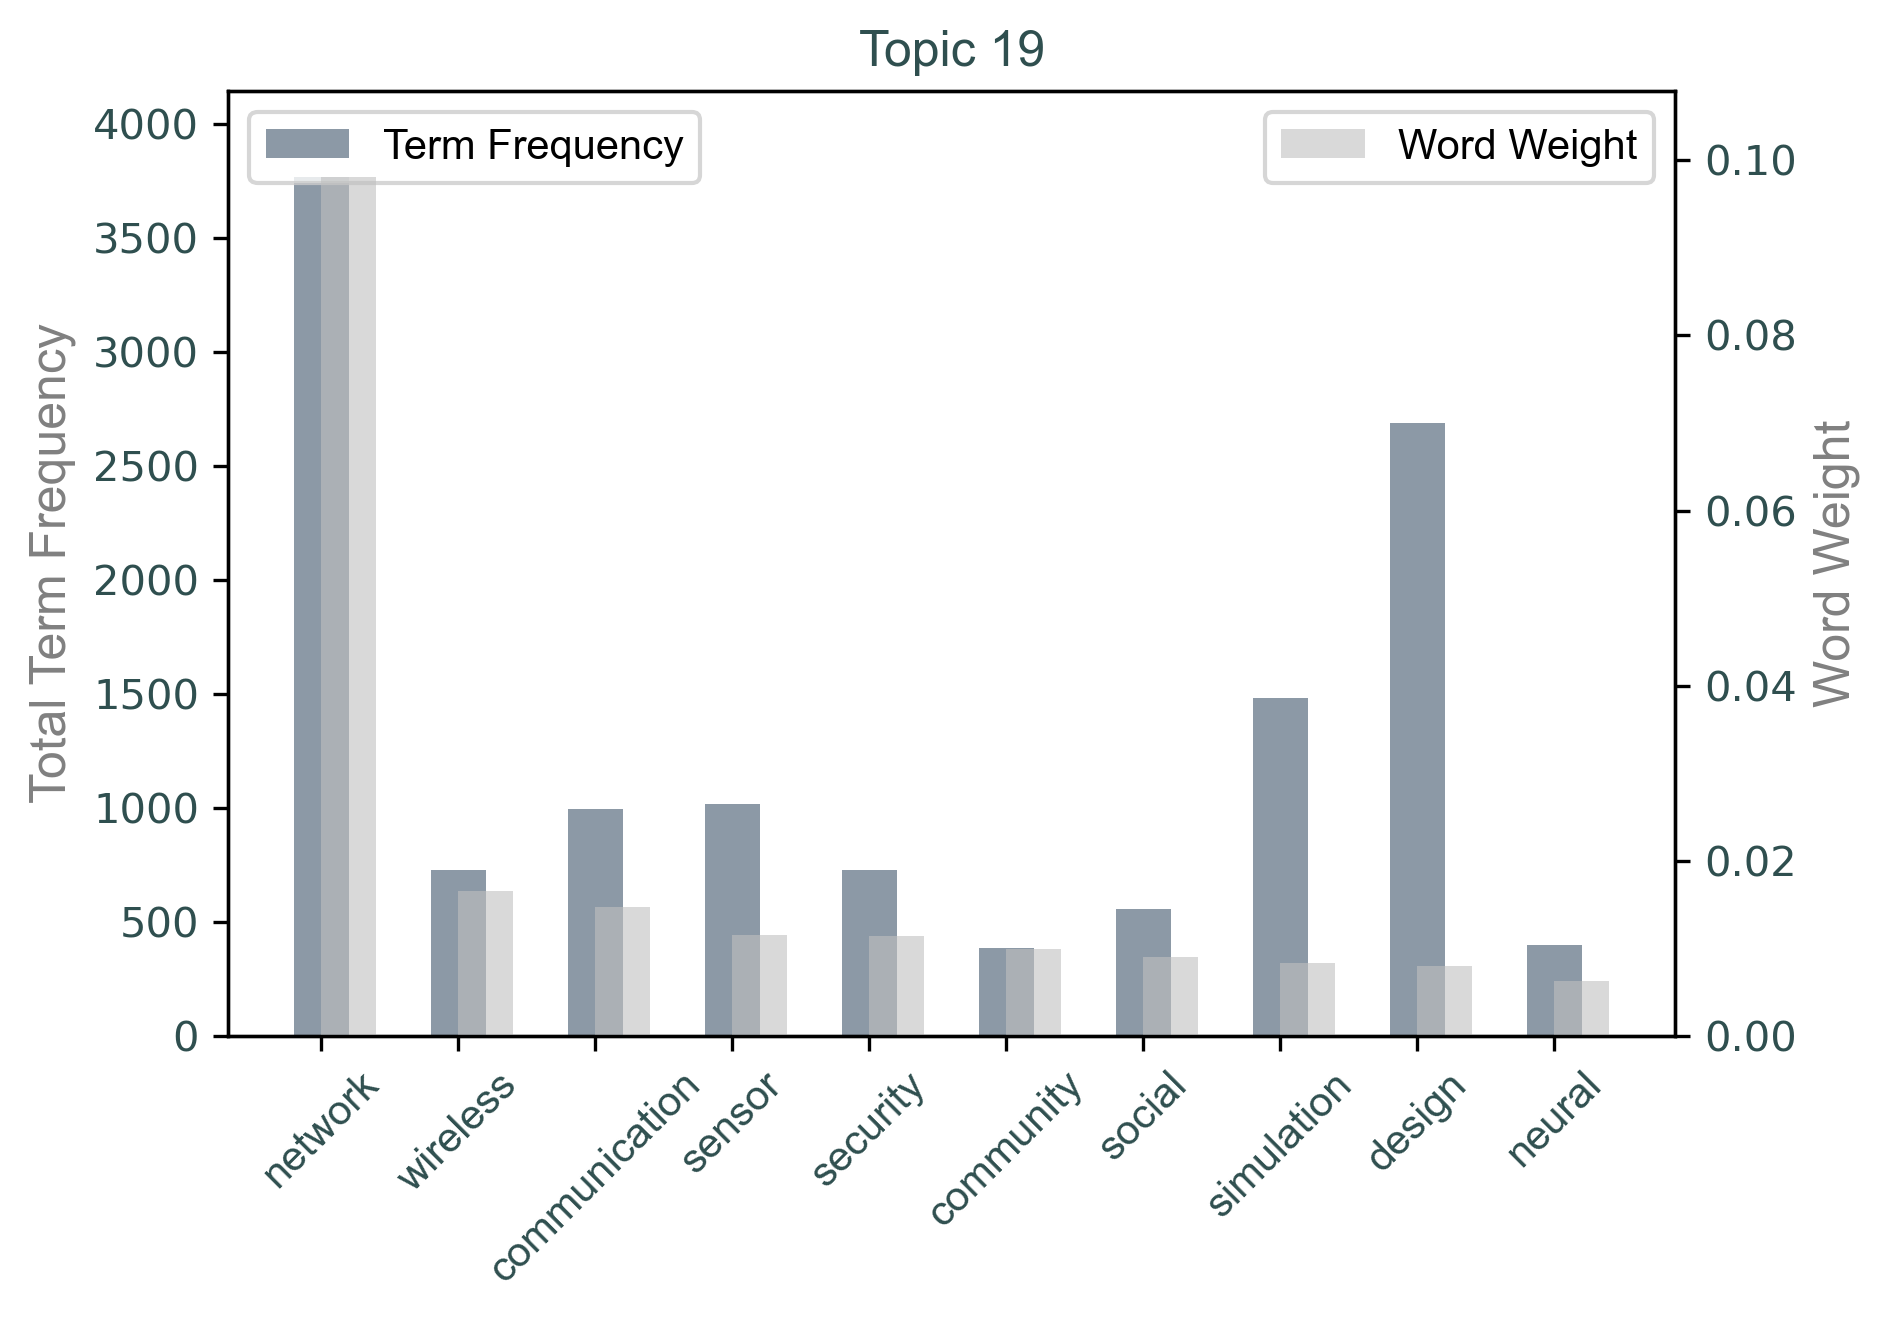 Topic 19
Term Frequency
Word Weight
4000
3500
3000
2500
2000
1500
1000
500
0
Total Term Frequency
0.10
0.08
0.06
0.04
0.02
0.00
Word Weight
network
wireless
communication
sensor
security
community
social
simulation
design
neural